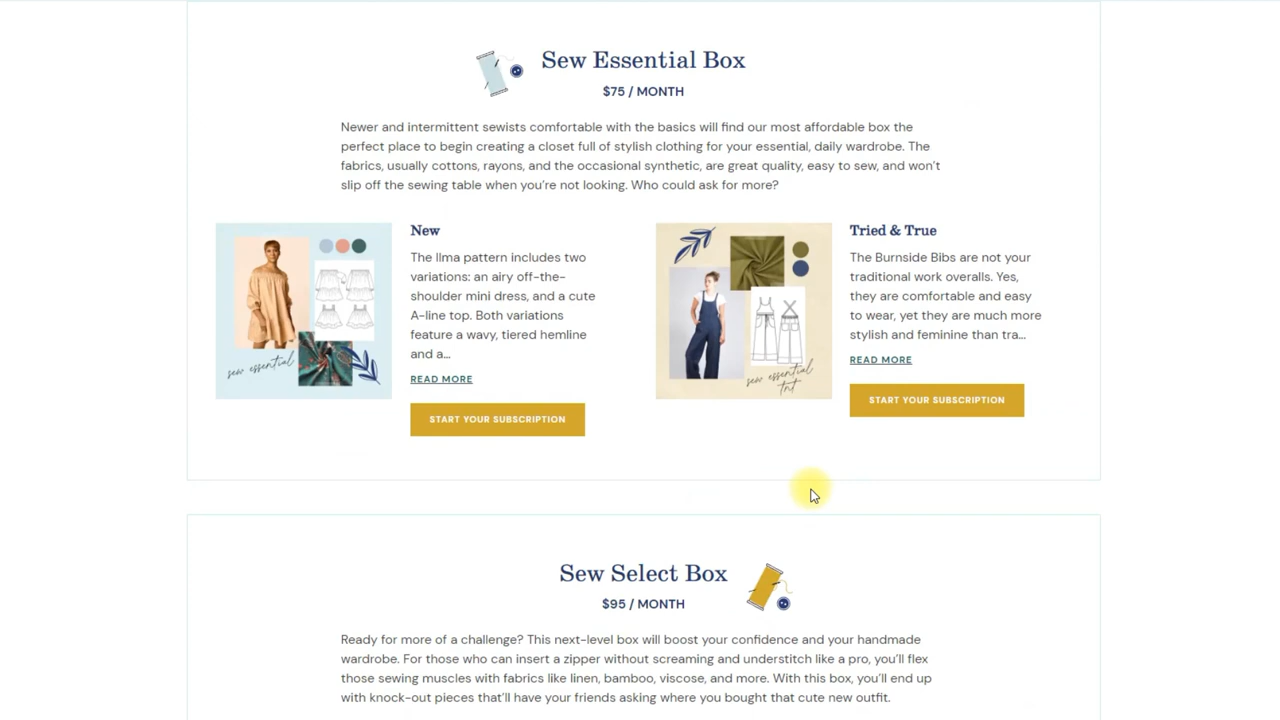 Sew Essential Box
$75 / MONTH
Newer and intermittent sewists comfortable with the basics will find our most affordable box the
perfect place to begin creating a closet full of stylish clothing for your essential, daily wardrobe. The
fabrics, usually cottons, rayons, and the occasional synthetic, are great quality, easy to sew, and won't
slip off the sewing table when you're not looking. Who could ask for more?
sew essential
New
The Ilma pattern includes two
variations: an airy off-the-
shoulder mini dress, and a cute
A-line top. Both variations
feature a wavy, tiered hemline
and a...
READ MORE
START YOUR SUBSCRIPTION
sew essential
tnt
Tried & True
The Burnside Bibs are not your
traditional work overalls. Yes,
they are comfortable and easy
to wear, yet they are much more
stylish and feminine than tra...
READ MORE
START YOUR SUBSCRIPTION
Sew Select Box
$95 / MONTH
Ready for more of a challenge? This next-level box will boost your confidence and your handmade
wardrobe. For those who can insert a zipper without screaming and understitch like a pro, you'll flex
those sewing muscles with fabrics like linen, bamboo, viscose, and more. With this box, you'll end up
with knock-out pieces that'll have your friends asking where you bought that cute new outfit.